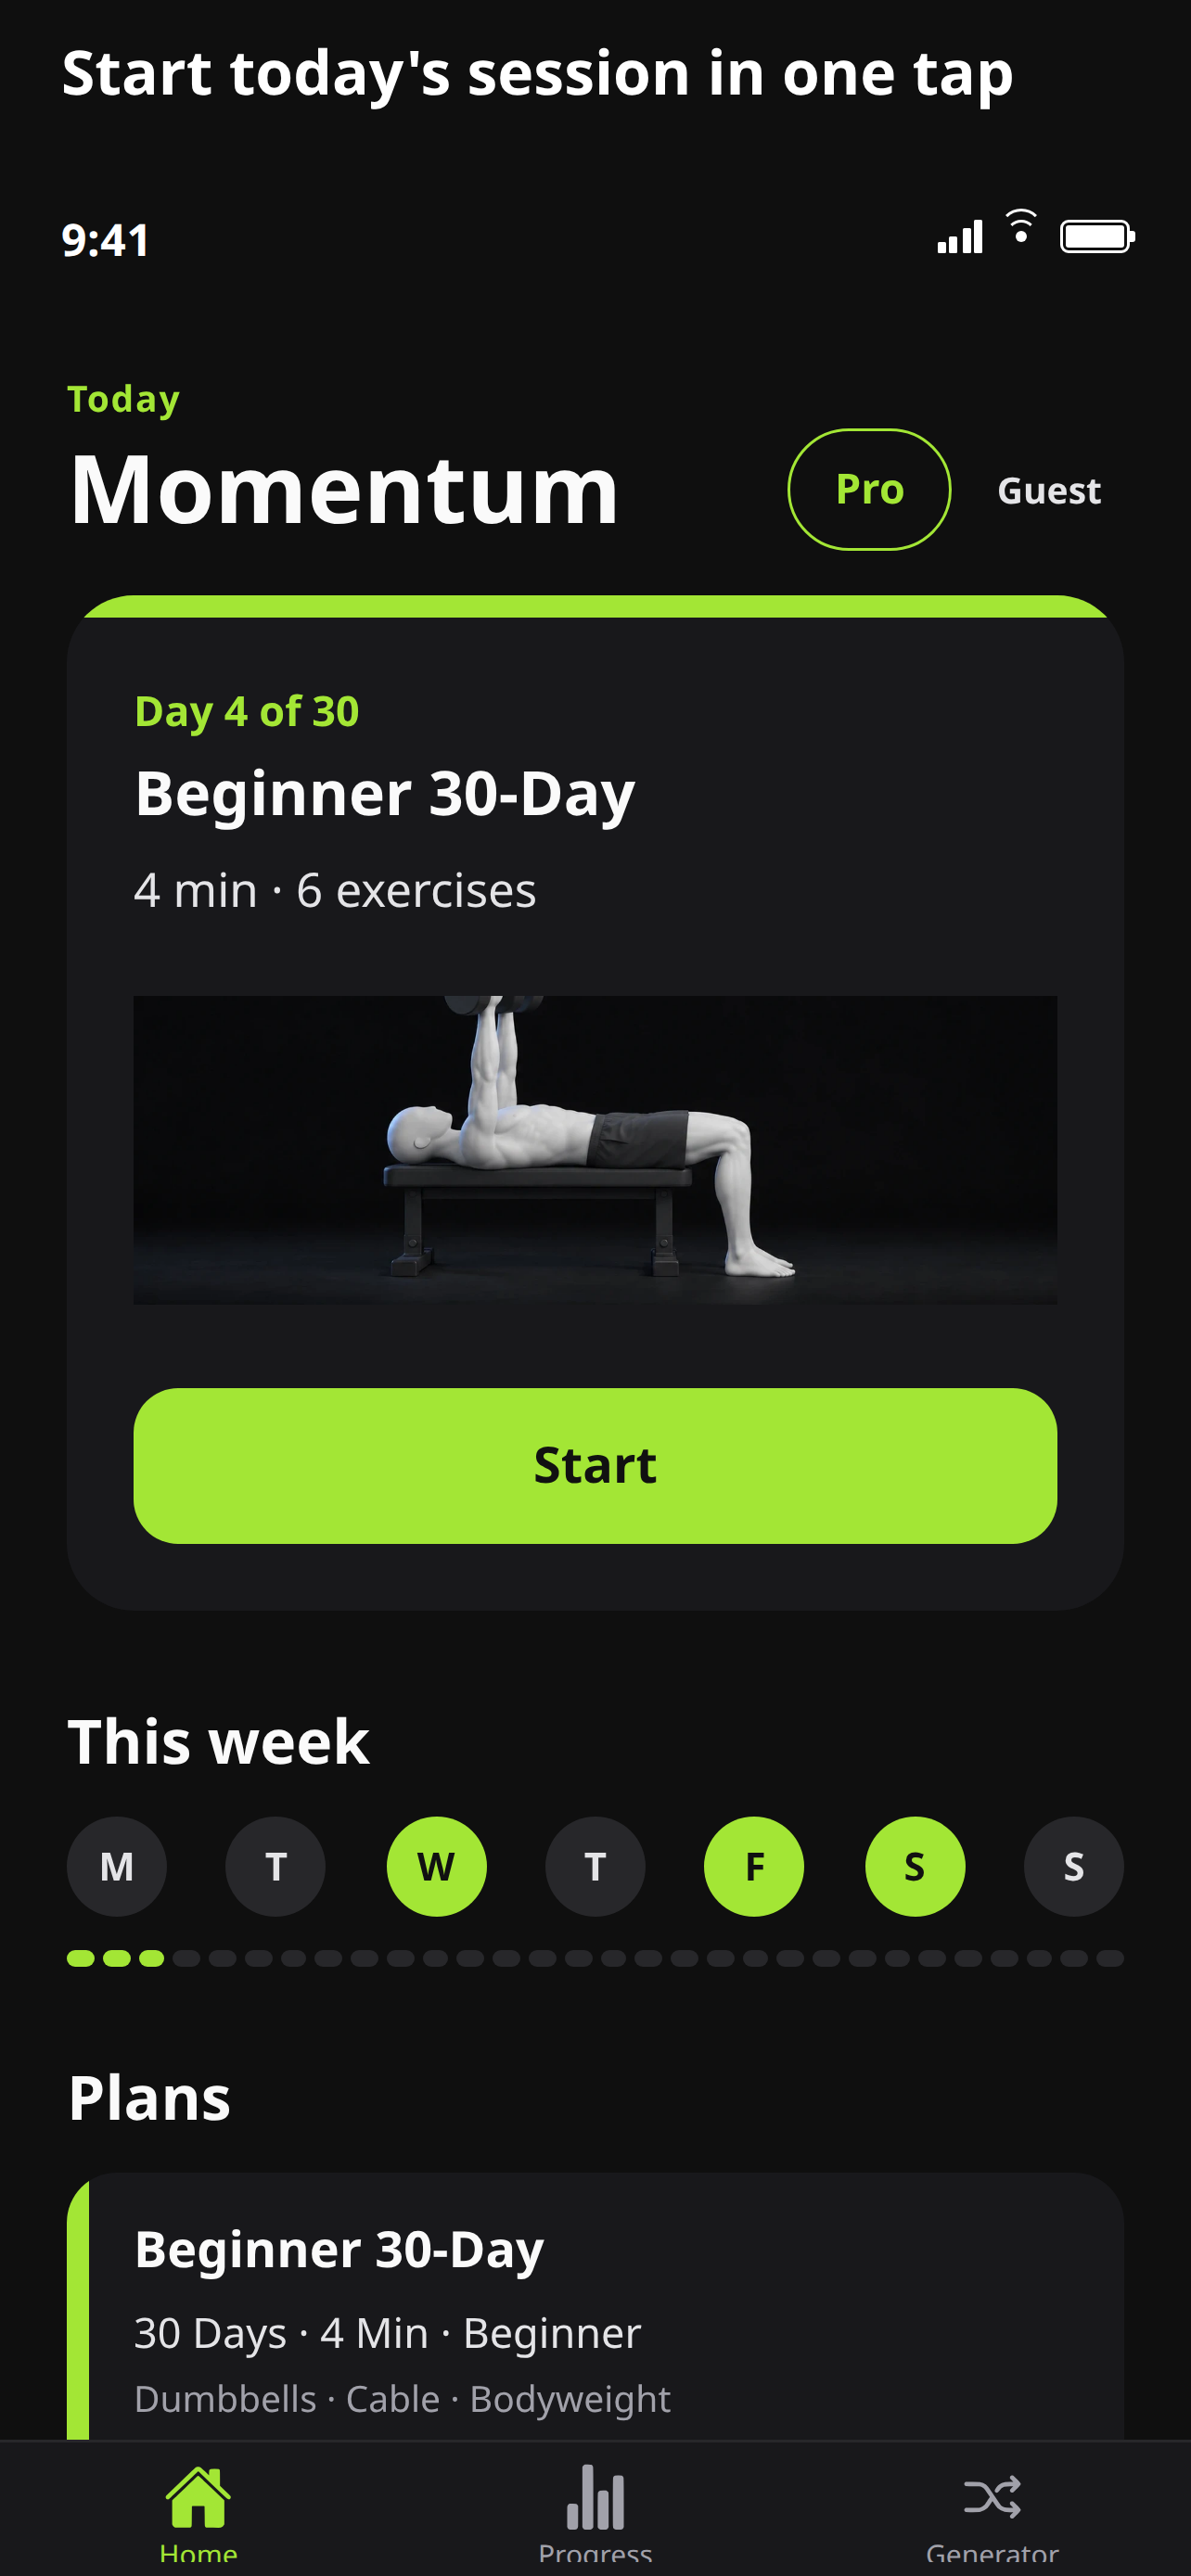 Start today's session in one tap
9:41
Today
Momentum
Pro
Guest
Day 4 of 30
Beginner 30-Day
4 min · 6 exercises
Start
This week
M T W T F S S
Plans
Beginner 30-Day
30 Days · 4 Min · Beginner
Dumbbells · Cable · Bodyweight
Home Progress Generator